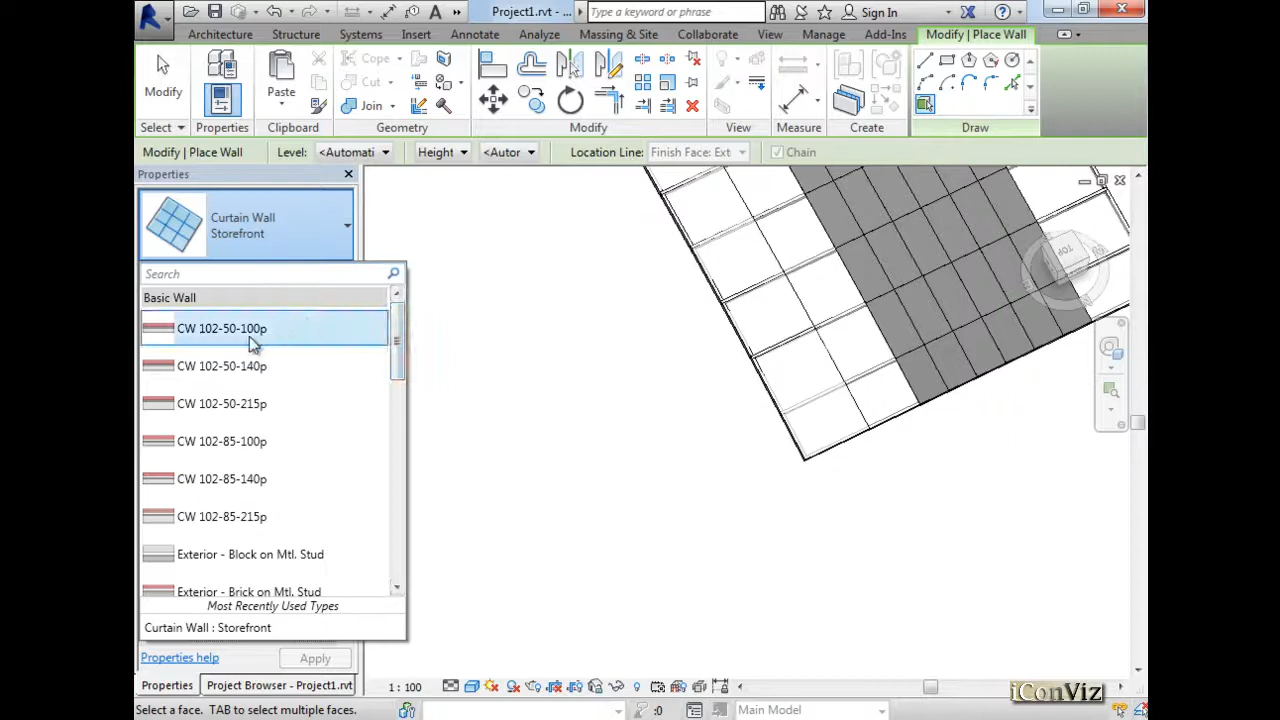 Project1.rvt - ...
Type a keyword or phrase
Sign In
Architecture Structure Systems Insert Annotate Analyze Massing & Site Collaborate View Manage Add-Ins Modify | Place Wall
Modify
Paste
Cope
Cut
Join
Select Properties Clipboard Geometry Modify View Measure Create Draw
Modify | Place Wall Level: <Automati Height <Autor Location Line: Finish Face: Ext Chain
Properties
Curtain Wall
Storefront
Search
Basic Wall
CW 102-50-100p
CW 102-50-140p
CW 102-50-215p
CW 102-85-100p
CW 102-85-140p
CW 102-85-215p
Exterior - Block on Mtl. Stud
Exterior - Brick on Mtl. Stud
Most Recently Used Types
Curtain Wall : Storefront
Properties help
Apply
TOP
Properties
Project Browser - Project1.rvt
1 : 100
iConViz
Select a face. TAB to select multiple faces.
:0
Main Model